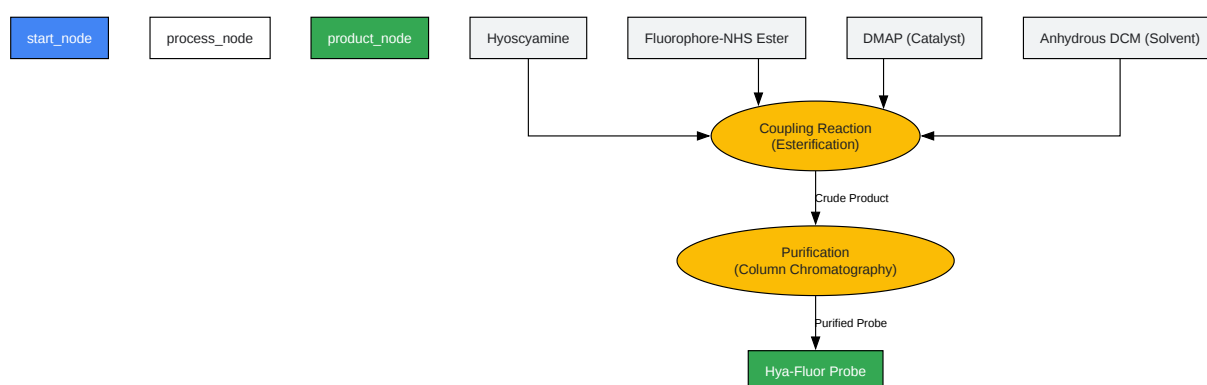 start_node
process_node
product_node
Hyoscyamine
Fluorophore-NHS Ester
DMAP (Catalyst)
Anhydrous DCM (Solvent)
Coupling Reaction
(Esterification)
Crude Product
Purification
(Column Chromatography)
Purified Probe
Hya-Fluor Probe